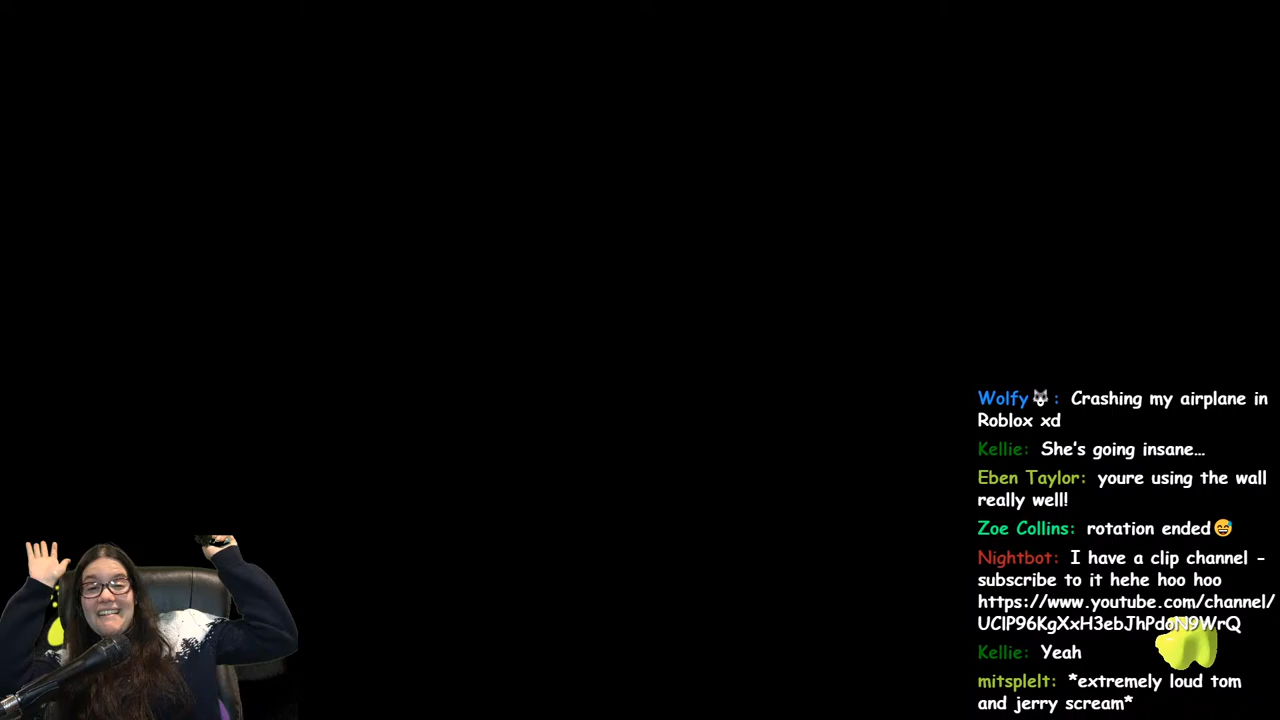 Wolfy🐺: Crashing my airplane in
Roblox xd
Kellie: She's going insane...
Eben Taylor: youre using the wall
really well!
Zoe Collins: rotation ended😅
Nightbot: I have a clip channel -
subscribe to it hehe hoo hoo
https://www.youtube.com/channel/
UClP96KgXxH3ebJhPdoN9WrQ
Kellie: Yeah
mitsplelt: *extremely loud tom
and jerry scream*